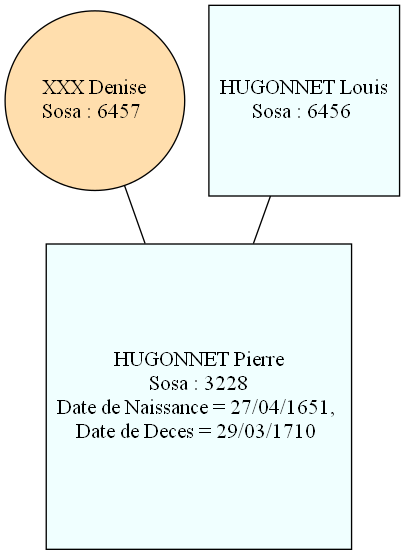 XXX Denise
Sosa : 6457
HUGONNET Louis
Sosa : 6456
HUGONNET Pierre
Sosa : 3228
Date de Naissance = 27/04/1651,
Date de Deces = 29/03/1710